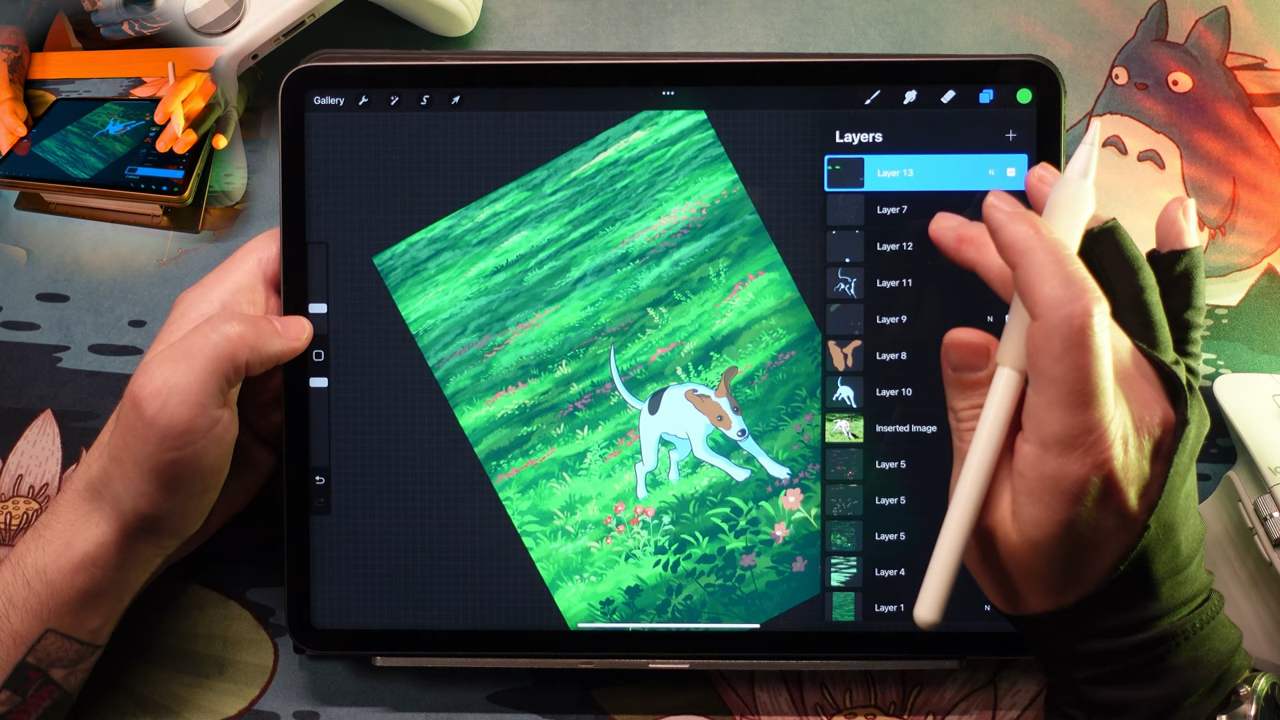 Gallery
Layers
Layer 13
N
Layer 7
Layer 12
Layer 11
Layer 9
N
Layer 8
Layer 10
Inserted Image
Layer 5
Layer 5
Layer 5
Layer 4
Layer 1
N